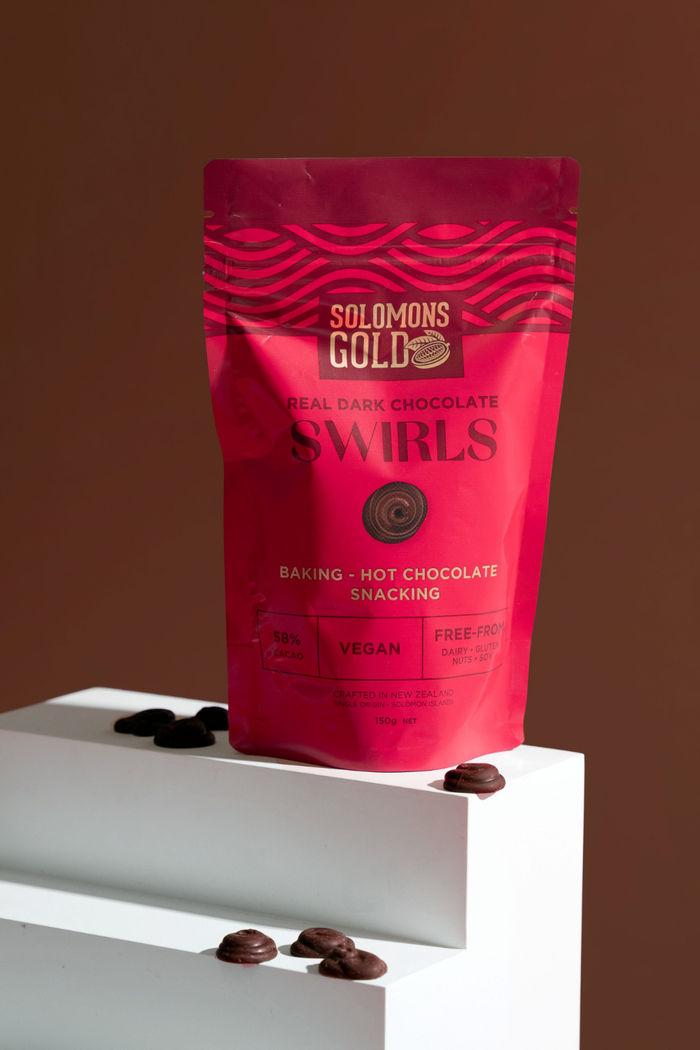 SOLOMONS
GOLD
REAL DARK CHOCOLATE
SWIRLS
BAKING - HOT CHOCOLATE
SNACKING
58%
CACAO
VEGAN
FREE-FROM
DAIRY • GLUTEN
NUTS • SOY
CRAFTED IN NEW ZEALAND
SINGLE ORIGIN - SOLOMON ISLANDS
150g NET